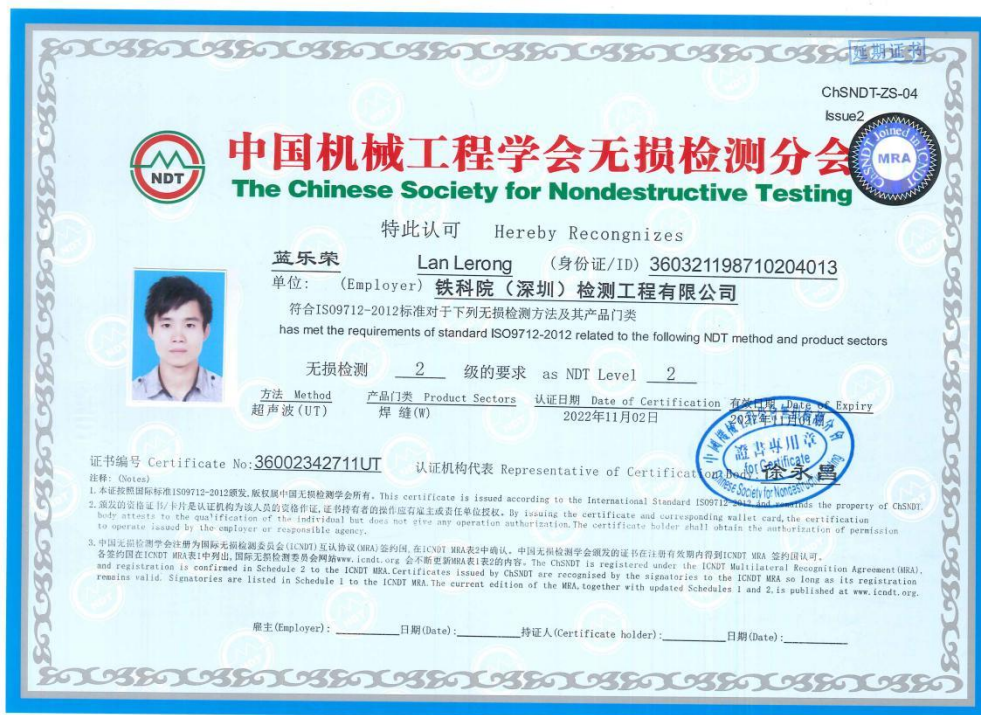 延期证书
ChSNDT-ZS-04
Issue2
中国机械工程学会无损检测分会
The Chinese Society for Nondestructive Testing
NDT
ChSNDT Joined in ICNDT
MRA
特此认可 Hereby Recongnizes
蓝乐荣 Lan Lerong (身份证/ID) 360321198710204013
单位: (Employer) 铁科院（深圳）检测工程有限公司
符合ISO9712-2012标准对于下列无损检测方法及其产品门类
has met the requirements of standard ISO9712-2012 related to the following NDT method and product sectors
无损检测 2 级的要求 as NDT Level 2
方法 Method 产品门类 Product Sectors 认证日期 Date of Certification 有效日期 Date of Expiry
超声波(UT) 焊缝(W) 2022年11月02日
證書專用章
for Certificate
证书编号 Certificate No:36002342711UT 认证机构代表 Representative of Certification Body: 徐永昌
注释: (Notes)
1. 本证按照国际标准ISO9712-2012颁发,版权属中国无损检测学会所有。This certificate is issued according to the International Standard ISO9712-2012 and remainds the property of ChSNDT.
2. 颁发的资格证书/卡片是认证机构为该人员的资格作证,证书持有者的操作应有雇主或责任单位授权。By issuing the certificate and corresponding wallet card, the certification
body attests to the qualification of the individual but does not give any operation authorization.The certificate holder shall obtain the authorization of permission
to operate issued by the employer or responsible agency.
3. 中国无损检测学会注册为国际无损检测委员会(ICNDT)互认协议(MRA)签约国,在ICNDT MRA表2中确认。中国无损检测学会颁发的证书在注册有效期内得到ICNDT MRA 签约国认可。
各签约国在ICNDT MRA表1中列出,国际无损检测委员会网站www.icndt.org 会不断更新MRA表1表2的内容。The ChSNDT is registered under the ICNDT Multilateral Recognition Agreement(MRA),
and registration is confirmed in Schedule 2 to the ICNDT MRA.Certificates issued by ChSNDT are recognised by the signatories to the ICNDT MRA so long as its registration
remains valid. Signatories are listed in Schedule 1 to the ICNDT MRA.The current edition of the MRA, together with updated Schedules 1 and 2, is published at www.icndt.org.
雇主(Employer): 日期(Date): 持证人(Certificate holder): 日期(Date):